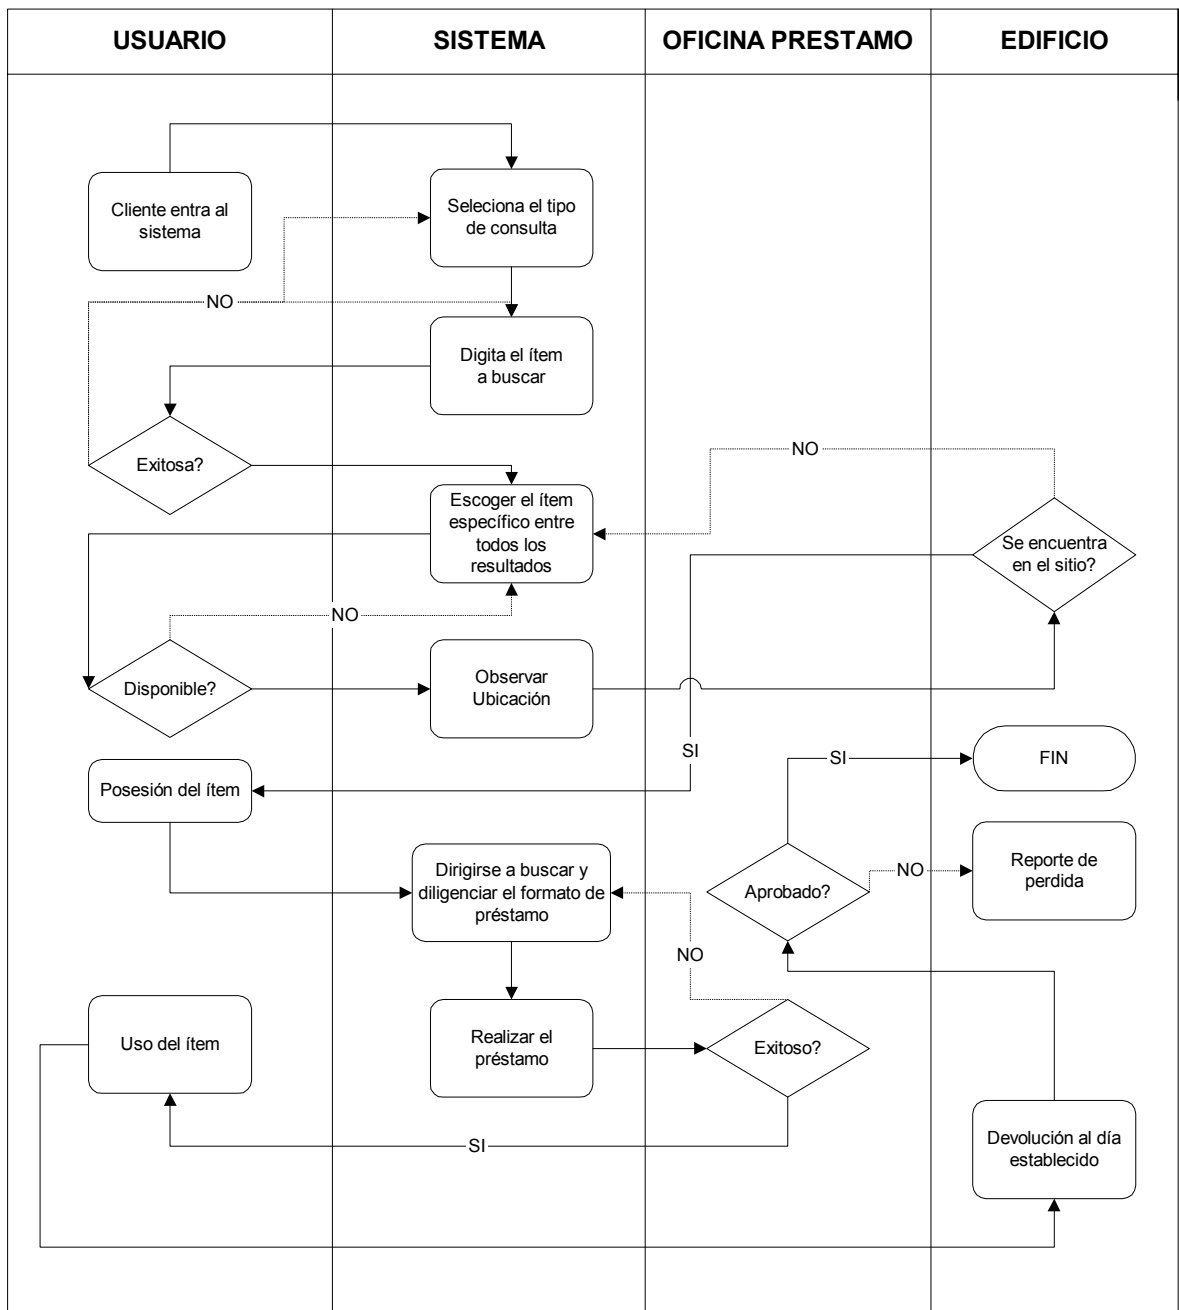 USUARIO
SISTEMA
OFICINA PRESTAMO
EDIFICIO
Cliente entra al
sistema
Seleciona el tipo
de consulta
NO
Digita el ítem
a buscar
Exitosa?
NO
Escoger el ítem
específico entre
todos los
resultados
Se encuentra
en el sitio?
NO
Disponible?
Observar
Ubicación
SI
SI
FIN
Posesión del ítem
Dirigirse a buscar y
diligenciar el formato de
préstamo
Aprobado?
NO
Reporte de
perdida
NO
Uso del ítem
Realizar el
préstamo
Exitoso?
SI
Devolución al día
establecido